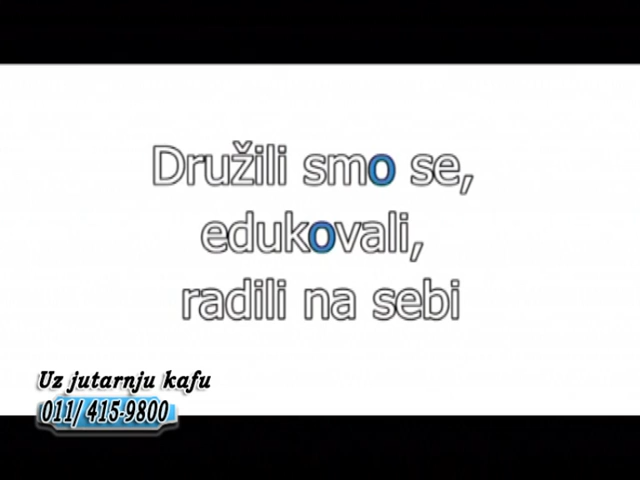 Družili smo se,
edukovali,
radili na sebi
Uz jutarnju kafu
011/ 415-9800